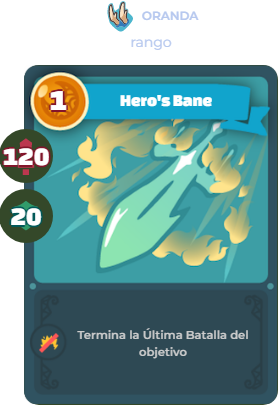 ORANDA
rango
1
Hero's Bane
120
20
Termina la Última Batalla del
objetivo